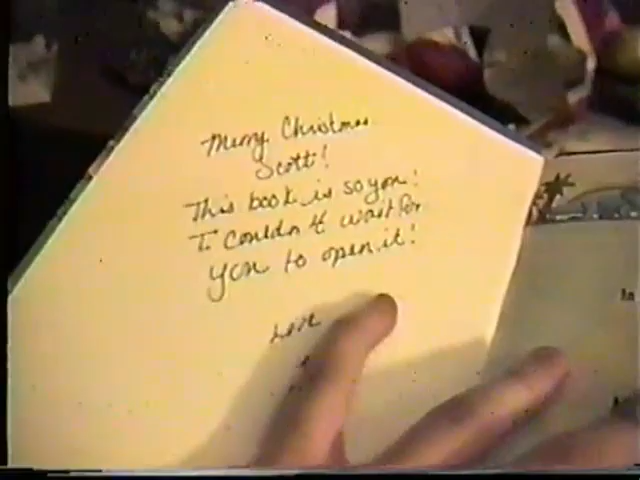 Merry Christmas
Scott!
This book is so you!
I couldn't wait for
you to open it!
Love